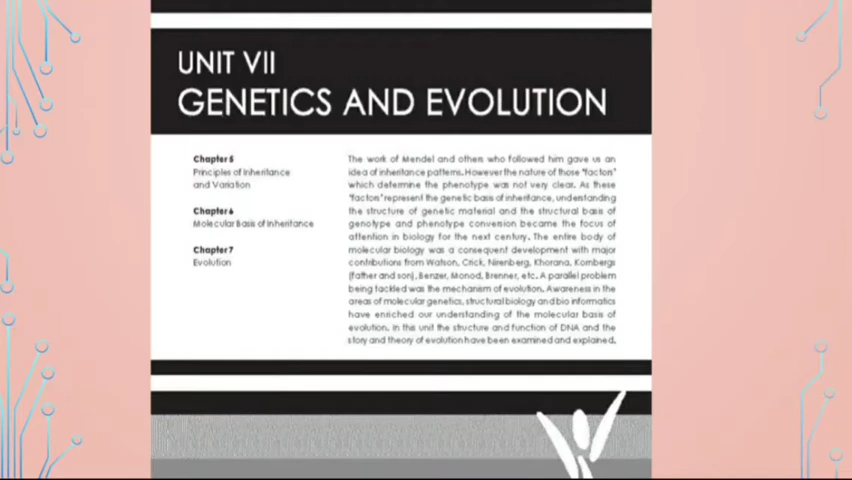 UNIT VII
GENETICS AND EVOLUTION
Chapter 5
Principles of Inheritance
and Variation
Chapter 6
Molecular Basis of Inheritance
Chapter 7
Evolution
The work of Mendel and others who followed him gave us an
idea of inheritance patterns. However the nature of those 'factors'
which determine the phenotype was not very clear. As these
'factors' represent the genetic basis of inheritance, understanding
the structure of genetic material and the structural basis of
genotype and phenotype conversion became the focus of
attention in biology for the next century. The entire body of
molecular biology was a consequent development with major
contributions from Watson, Crick, Nirenberg, Khorana, Kornbergs
(father and son), Benzer, Monod, Brenner, etc. A parallel problem
being tackled was the mechanism of evolution. Awareness in the
areas of molecular genetics, structural biology and bio informatics
have enriched our understanding of the molecular basis of
evolution. In this unit the structure and function of DNA and the
story and theory of evolution have been examined and explained.